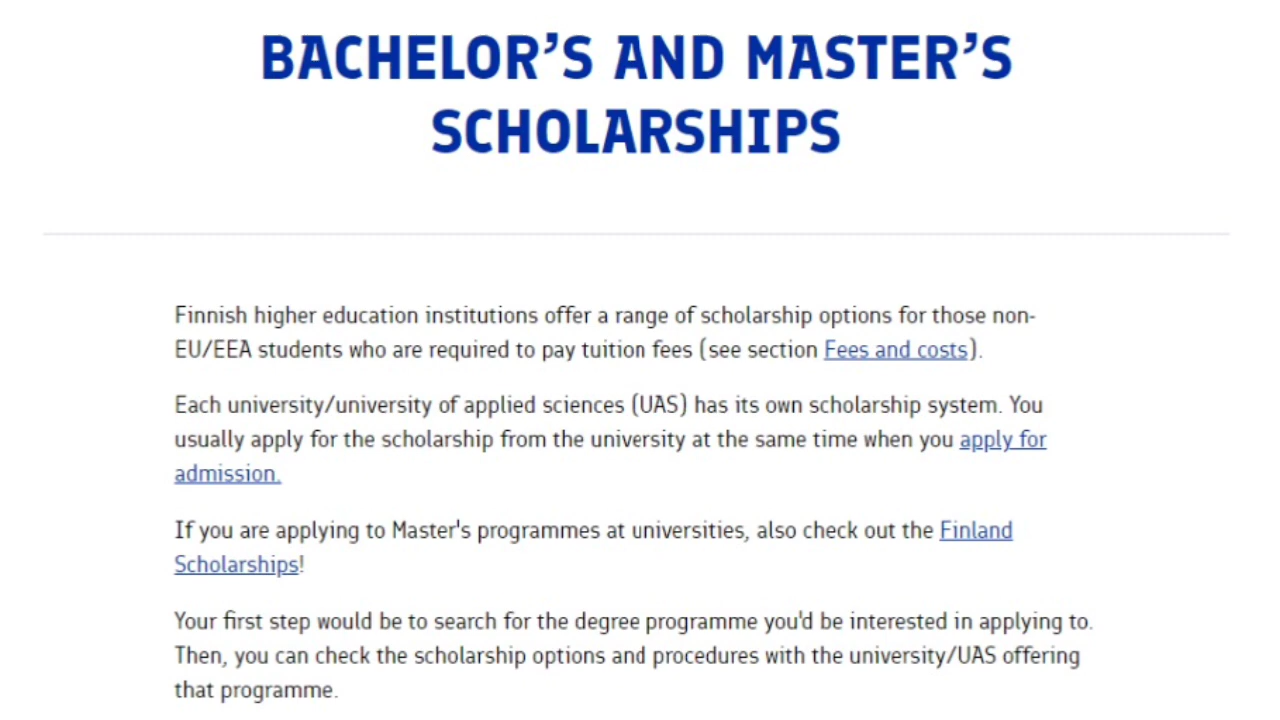 BACHELOR’S AND MASTER’S
SCHOLARSHIPS
Finnish higher education institutions offer a range of scholarship options for those non-
EU/EEA students who are required to pay tuition fees (see section Fees and costs).
Each university/university of applied sciences (UAS) has its own scholarship system. You
usually apply for the scholarship from the university at the same time when you apply for
admission.
If you are applying to Master's programmes at universities, also check out the Finland
Scholarships!
Your first step would be to search for the degree programme you'd be interested in applying to.
Then, you can check the scholarship options and procedures with the university/UAS offering
that programme.